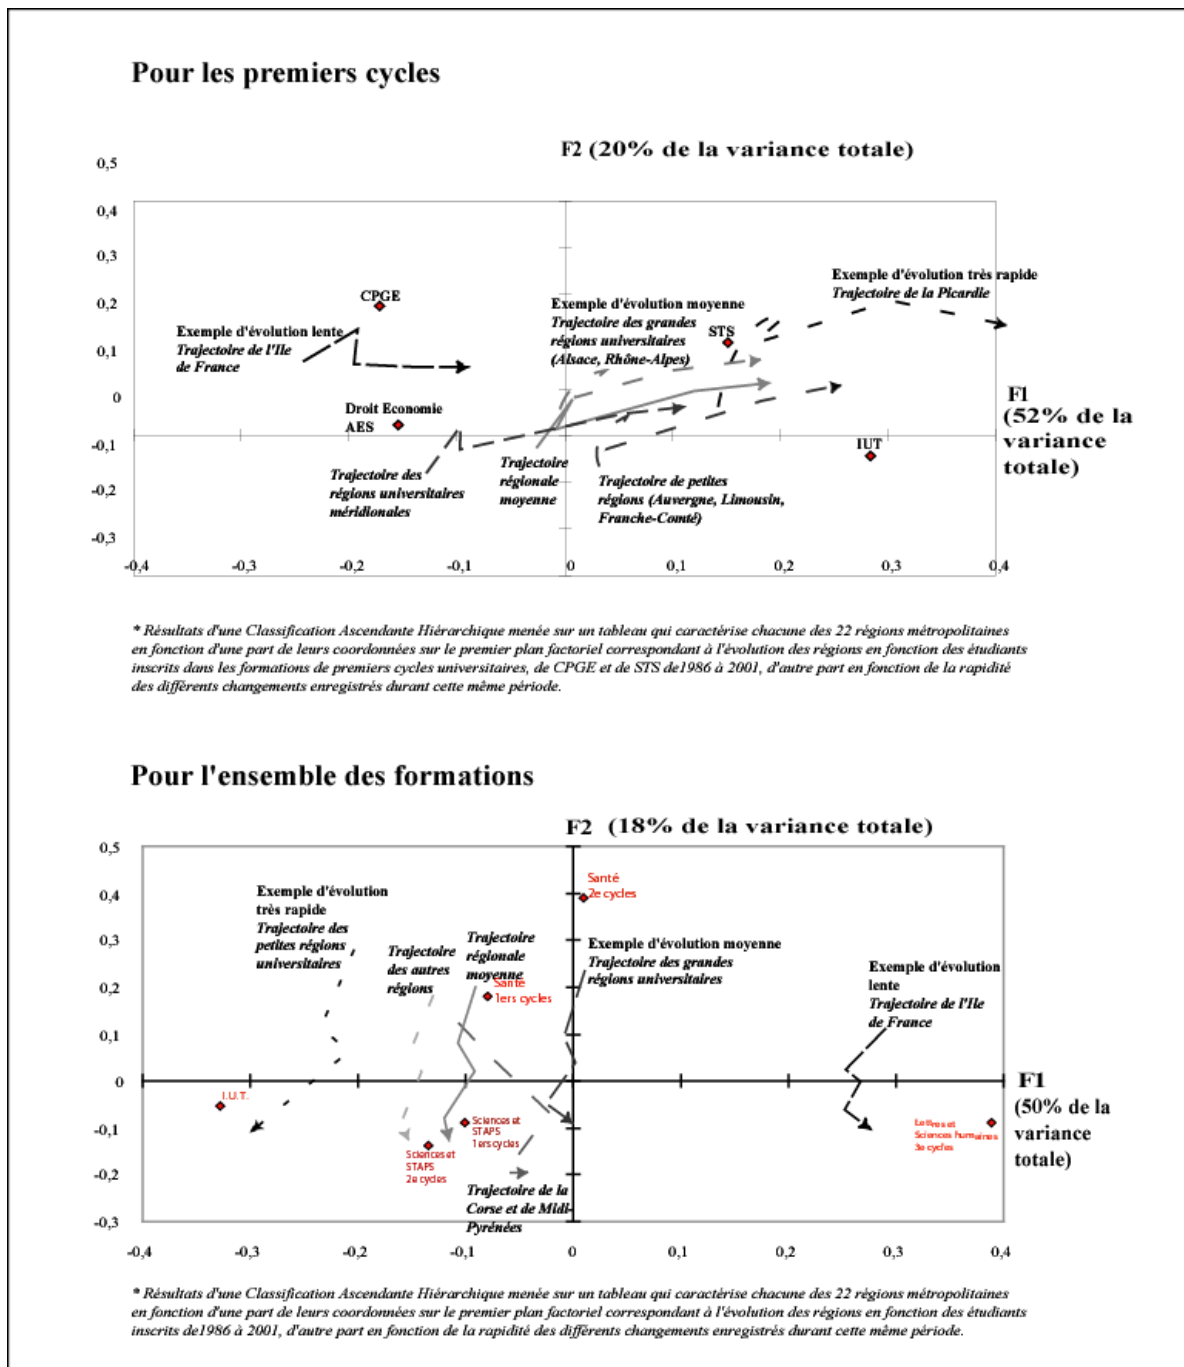 Pour les premiers cycles
F2 (20% de la variance totale)
0,5
0,4
0,3
0,2
0,1
0
-0,1
-0,2
-0,3
CPGE
Exemple d'évolution lente
Trajectoire de l'Ile
de France
Exemple d'évolution moyenne
Trajectoire des grandes
régions universitaires
(Alsace, Rhône-Alpes)
STS
Exemple d'évolution très rapide
Trajectoire de la Picardie
Droit Economie
AES
F1
(52% de la
variance
totale)
IUT
Trajectoire des
régions universitaires
méridionales
Trajectoire
régionale
moyenne
Trajectoire de petites
régions (Auvergne, Limousin,
Franche-Comté)
-0,4
-0,3
-0,2
-0,1
0
0,1
0,2
0,3
0,4
* Résultats d'une Classification Ascendante Hiérarchique menée sur un tableau qui caractérise chacune des 22 régions métropolitaines
en fonction d'une part de leurs coordonnées sur le premier plan factoriel correspondant à l'évolution des régions en fonction des étudiants
inscrits dans les formations de premiers cycles universitaires, de CPGE et de STS de1986 à 2001, d'autre part en fonction de la rapidité
des différents changements enregistrés durant cette même période.
Pour l'ensemble des formations
F2 (18% de la variance totale)
0,5
0,4
0,3
0,2
0,1
0
-0,1
-0,2
-0,3
Exemple d'évolution
très rapide
Trajectoire des
petites régions
universitaires
Trajectoire
des autres
régions
Trajectoire
régionale
moyenne
Santé
1ers cycles
Santé
2e cycles
Exemple d'évolution moyenne
Trajectoire des grandes
régions universitaires
Exemple d'évolution
lente
Trajectoire de l'Ile
de France
F1
(50% de la
variance
totale)
I.U.T.
Sciences et
STAPS
1ers cycles
Sciences et
STAPS
2e cycles
Lettres et
Sciences humaines
3e cycles
Trajectoire de la
Corse et de Midi-
Pyrénées
-0,4
-0,3
-0,2
-0,1
0
0,1
0,2
0,3
0,4
* Résultats d'une Classification Ascendante Hiérarchique menée sur un tableau qui caractérise chacune des 22 régions métropolitaines
en fonction d'une part de leurs coordonnées sur le premier plan factoriel correspondant à l'évolution des régions en fonction des étudiants
inscrits de1986 à 2001, d'autre part en fonction de la rapidité des différents changements enregistrés durant cette même période.